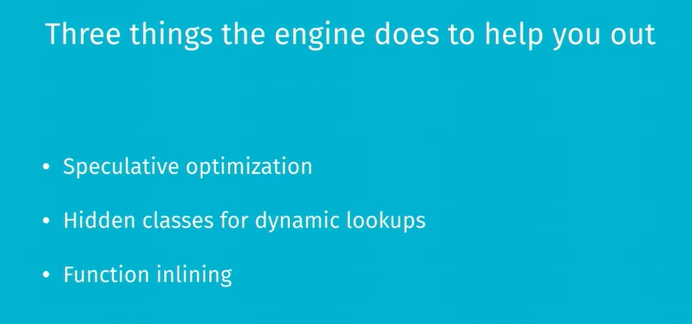 Three things the engine does to help you out
• Speculative optimization
• Hidden classes for dynamic lookups
• Function inlining